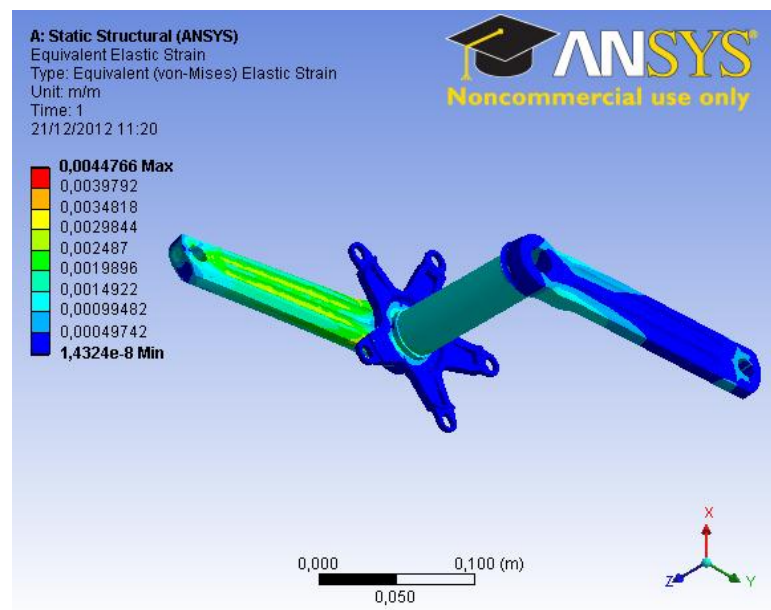 A: Static Structural (ANSYS)
Equivalent Elastic Strain
Type: Equivalent (von-Mises) Elastic Strain
Unit: m/m
Time: 1
21/12/2012 11:20
ANSYS®
Noncommercial use only
0,0044766 Max
0,0039792
0,0034818
0,0029844
0,002487
0,0019896
0,0014922
0,00099482
0,00049742
1,4324e-8 Min
0,000
0,100 (m)
0,050
X
Z
Y